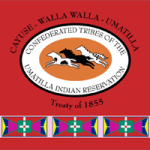 CAYUSE - WALLA WALLA - UMATILLA
CONFEDERATED TRIBES OF THE
UMATILLA INDIAN RESERVATION
Treaty of 1855